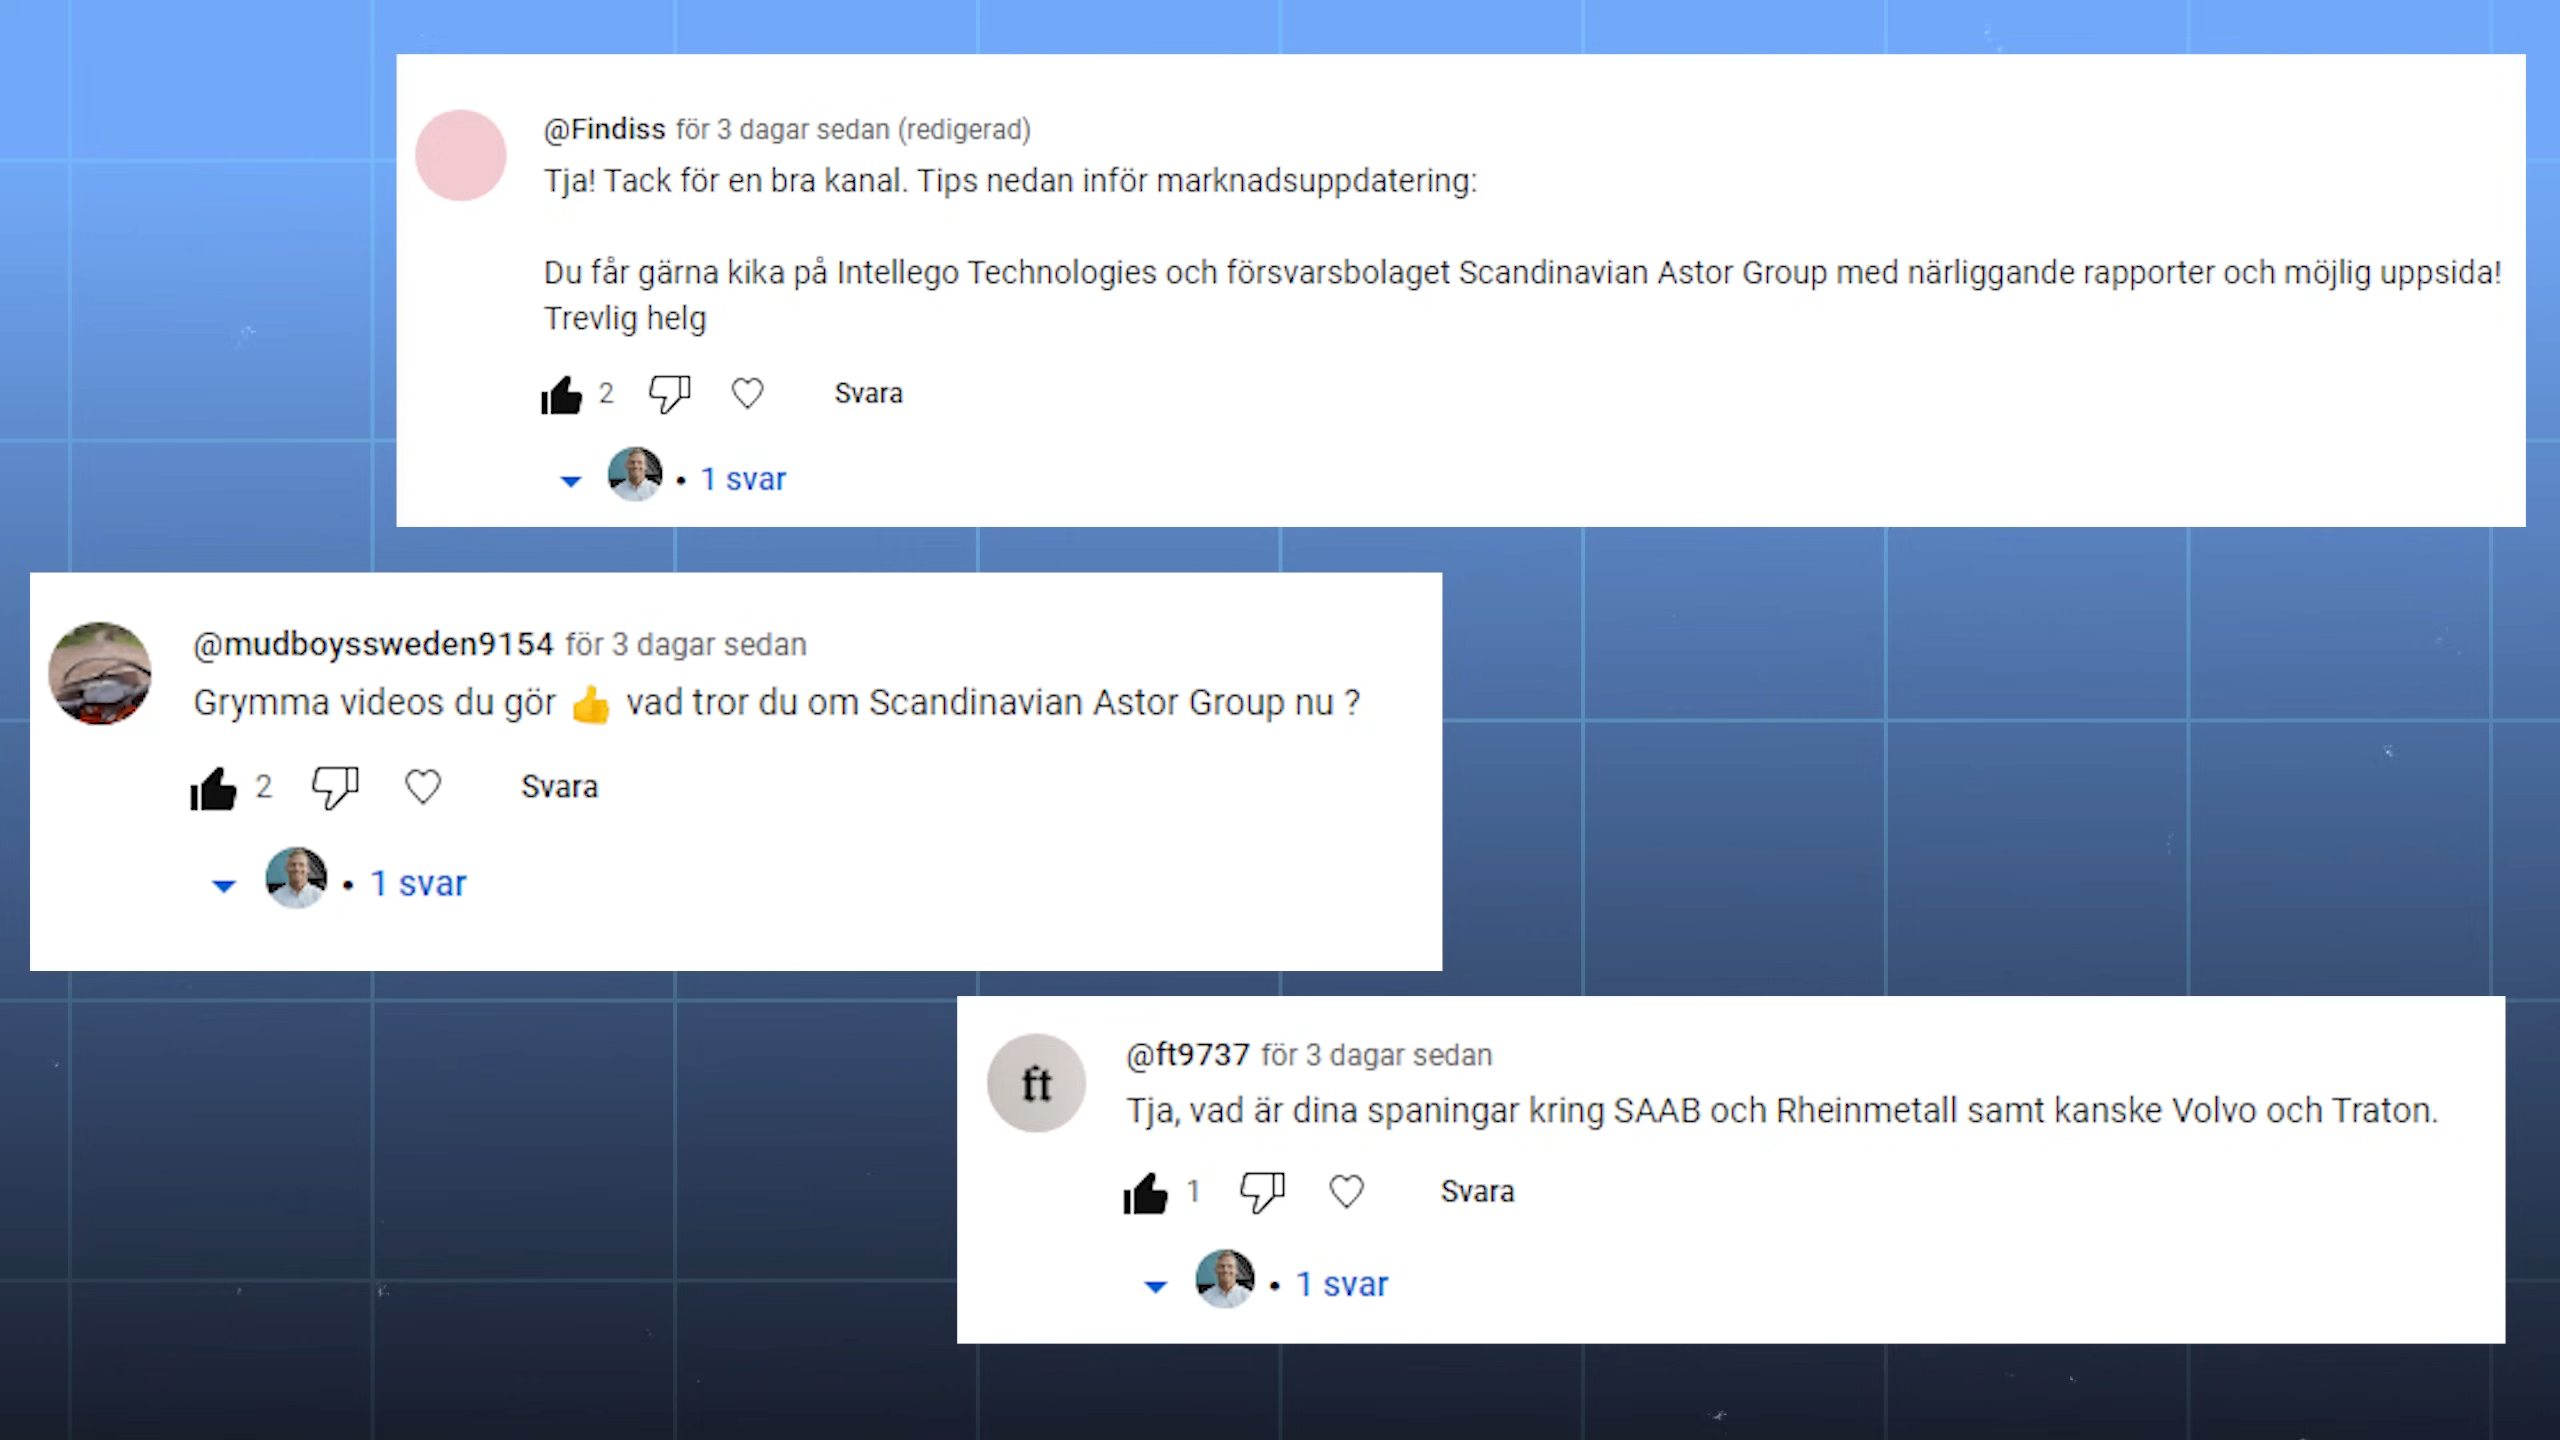 @Findiss för 3 dagar sedan (redigerad)
Tja! Tack för en bra kanal. Tips nedan inför marknadsuppdatering:
Du får gärna kika på Intellego Technologies och försvarsbolaget Scandinavian Astor Group med närliggande rapporter och möjlig uppsida!
Trevlig helg
2 Svara
• 1 svar
@mudboyssweden9154 för 3 dagar sedan
Grymma videos du gör 👍 vad tror du om Scandinavian Astor Group nu ?
2 Svara
• 1 svar
ft
@ft9737 för 3 dagar sedan
Tja, vad är dina spaningar kring SAAB och Rheinmetall samt kanske Volvo och Traton.
1 Svara
• 1 svar